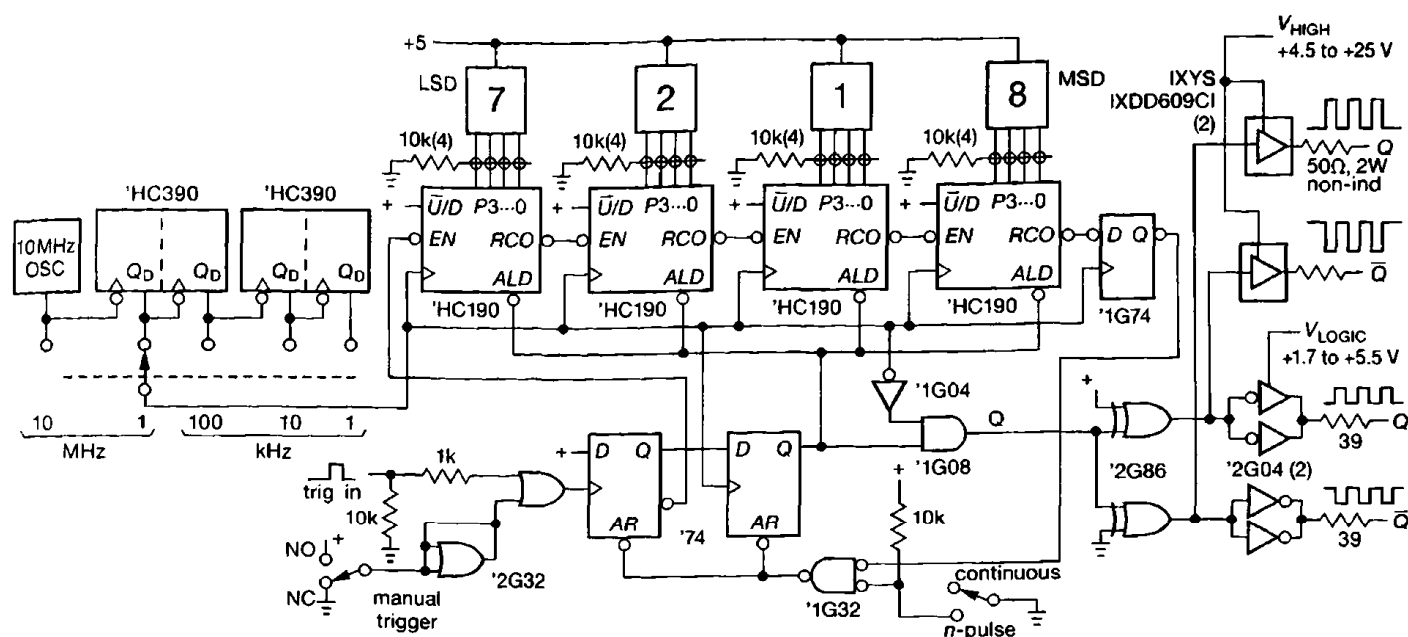 +5
LSD
7
2
1
8
MSD
V_HIGH
+4.5 to +25 V
IXYS
IXDD609CI
(2)
10k(4)
10k(4)
10k(4)
10k(4)
Q
50Ω, 2W
non-ind
'HC390
'HC390
+
U̅/D P3...0
+
U̅/D P3...0
+
U̅/D P3...0
+
U̅/D P3...0
10MHz
OSC
Q_D
Q_D
Q_D
Q_D
EN RCO
EN RCO
EN RCO
EN RCO
D Q
Q̅
ALD
ALD
ALD
ALD
'HC190
'HC190
'HC190
'HC190
'1G74
V_LOGIC
+1.7 to +5.5 V
10 1 100 10 1
MHz kHz
'1G04
+
Q
'1G08
'2G86
39
Q
'2G04 (2)
trig in
1k
10k
+
D Q
D Q
AR
AR
'74
+
10k
39
Q̅
NO
+
NC
manual
trigger
'2G32
'1G32
continuous
n-pulse